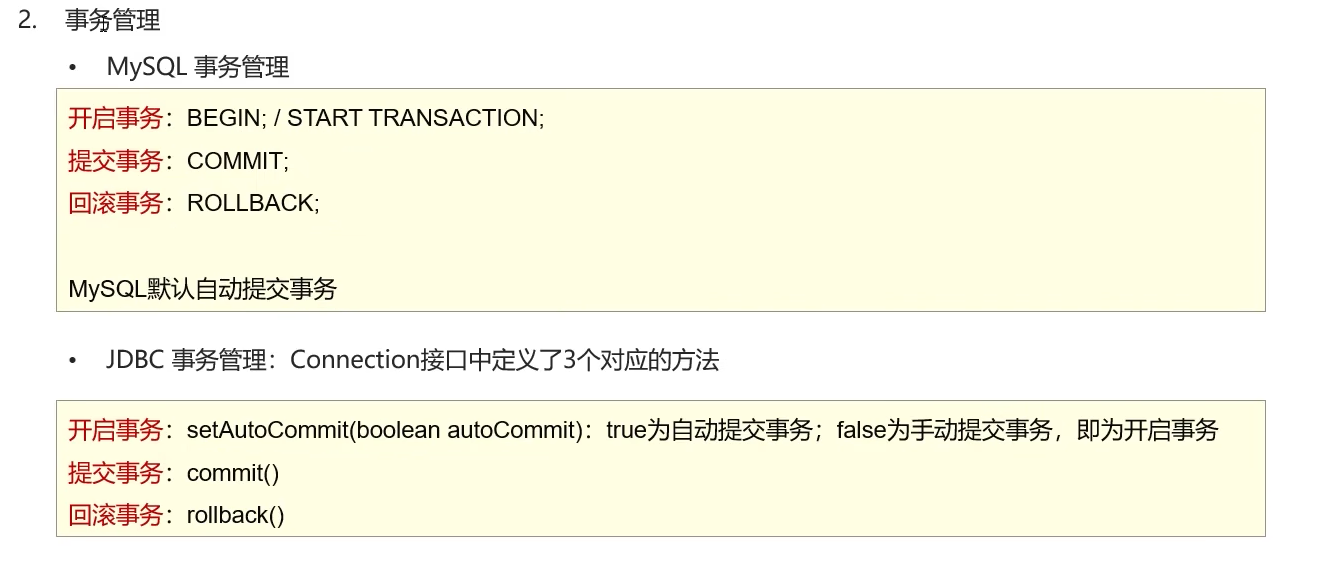 2. 事务管理
• MySQL 事务管理
开启事务：BEGIN; / START TRANSACTION;
提交事务：COMMIT;
回滚事务：ROLLBACK;
MySQL默认自动提交事务
• JDBC 事务管理：Connection接口中定义了3个对应的方法
开启事务：setAutoCommit(boolean autoCommit)：true为自动提交事务；false为手动提交事务，即为开启事务
提交事务：commit()
回滚事务：rollback()